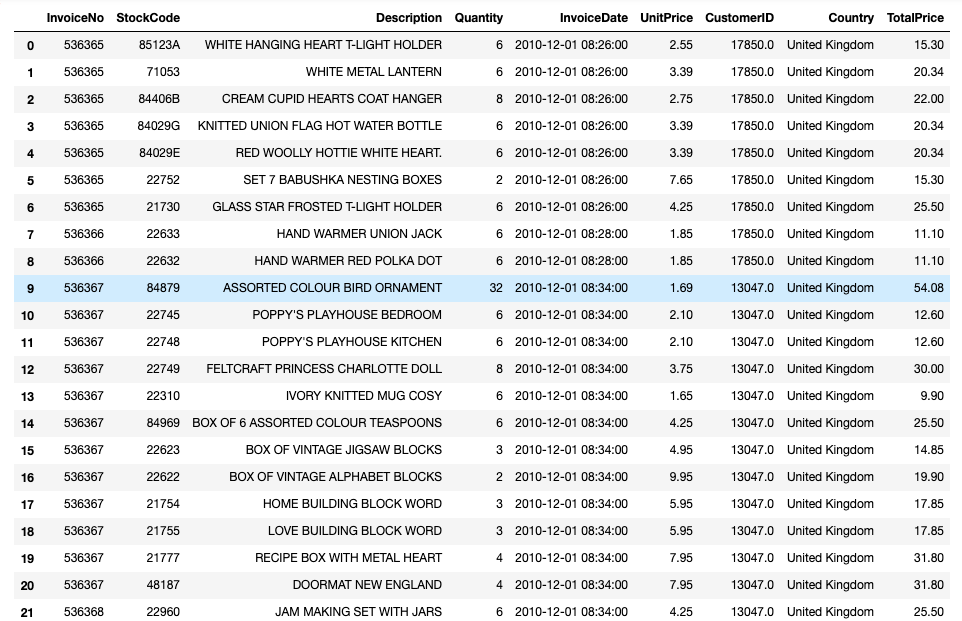 InvoiceNo StockCode Description Quantity InvoiceDate UnitPrice CustomerID Country TotalPrice
0 536365 85123A WHITE HANGING HEART T-LIGHT HOLDER 6 2010-12-01 08:26:00 2.55 17850.0 United Kingdom 15.30
1 536365 71053 WHITE METAL LANTERN 6 2010-12-01 08:26:00 3.39 17850.0 United Kingdom 20.34
2 536365 84406B CREAM CUPID HEARTS COAT HANGER 8 2010-12-01 08:26:00 2.75 17850.0 United Kingdom 22.00
3 536365 84029G KNITTED UNION FLAG HOT WATER BOTTLE 6 2010-12-01 08:26:00 3.39 17850.0 United Kingdom 20.34
4 536365 84029E RED WOOLLY HOTTIE WHITE HEART. 6 2010-12-01 08:26:00 3.39 17850.0 United Kingdom 20.34
5 536365 22752 SET 7 BABUSHKA NESTING BOXES 2 2010-12-01 08:26:00 7.65 17850.0 United Kingdom 15.30
6 536365 21730 GLASS STAR FROSTED T-LIGHT HOLDER 6 2010-12-01 08:26:00 4.25 17850.0 United Kingdom 25.50
7 536366 22633 HAND WARMER UNION JACK 6 2010-12-01 08:28:00 1.85 17850.0 United Kingdom 11.10
8 536366 22632 HAND WARMER RED POLKA DOT 6 2010-12-01 08:28:00 1.85 17850.0 United Kingdom 11.10
9 536367 84879 ASSORTED COLOUR BIRD ORNAMENT 32 2010-12-01 08:34:00 1.69 13047.0 United Kingdom 54.08
10 536367 22745 POPPY'S PLAYHOUSE BEDROOM 6 2010-12-01 08:34:00 2.10 13047.0 United Kingdom 12.60
11 536367 22748 POPPY'S PLAYHOUSE KITCHEN 6 2010-12-01 08:34:00 2.10 13047.0 United Kingdom 12.60
12 536367 22749 FELTCRAFT PRINCESS CHARLOTTE DOLL 8 2010-12-01 08:34:00 3.75 13047.0 United Kingdom 30.00
13 536367 22310 IVORY KNITTED MUG COSY 6 2010-12-01 08:34:00 1.65 13047.0 United Kingdom 9.90
14 536367 84969 BOX OF 6 ASSORTED COLOUR TEASPOONS 6 2010-12-01 08:34:00 4.25 13047.0 United Kingdom 25.50
15 536367 22623 BOX OF VINTAGE JIGSAW BLOCKS 3 2010-12-01 08:34:00 4.95 13047.0 United Kingdom 14.85
16 536367 22622 BOX OF VINTAGE ALPHABET BLOCKS 2 2010-12-01 08:34:00 9.95 13047.0 United Kingdom 19.90
17 536367 21754 HOME BUILDING BLOCK WORD 3 2010-12-01 08:34:00 5.95 13047.0 United Kingdom 17.85
18 536367 21755 LOVE BUILDING BLOCK WORD 3 2010-12-01 08:34:00 5.95 13047.0 United Kingdom 17.85
19 536367 21777 RECIPE BOX WITH METAL HEART 4 2010-12-01 08:34:00 7.95 13047.0 United Kingdom 31.80
20 536367 48187 DOORMAT NEW ENGLAND 4 2010-12-01 08:34:00 7.95 13047.0 United Kingdom 31.80
21 536368 22960 JAM MAKING SET WITH JARS 6 2010-12-01 08:34:00 4.25 13047.0 United Kingdom 25.50